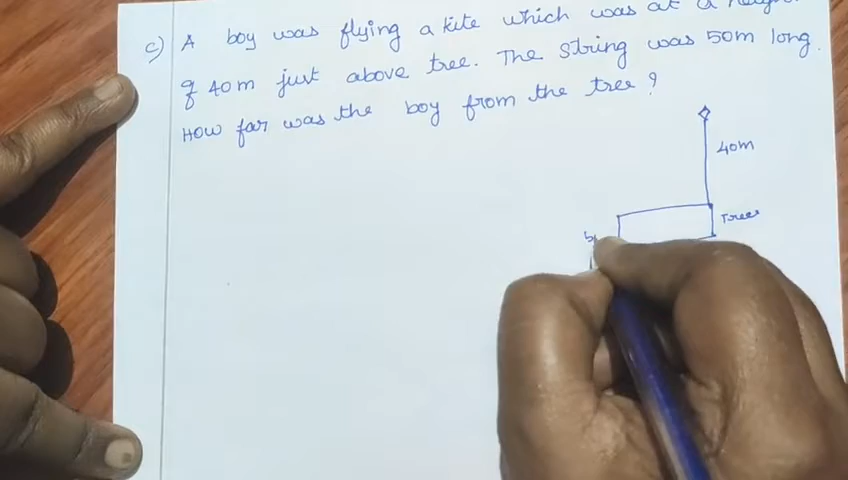 c) A boy was flying a kite which was at a
of 40m just above tree. The string was 50m long.
How far was the boy from the tree?
40m
Tree